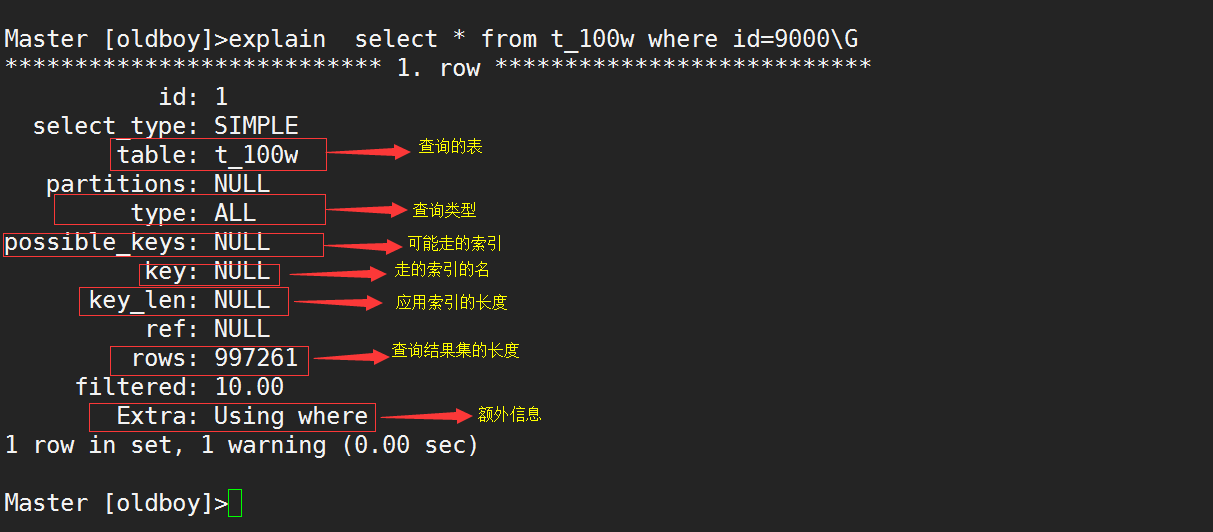 Master [oldboy]>explain  select * from t_100w where id=9000\G
*************************** 1. row ***************************
id: 1
select_type: SIMPLE
table: t_100w 查询的表
partitions: NULL
type: ALL 查询类型
possible_keys: NULL 可能走的索引
key: NULL 走的索引的名
key_len: NULL 应用索引的长度
ref: NULL
rows: 997261 查询结果集的长度
filtered: 10.00
Extra: Using where 额外信息
1 row in set, 1 warning (0.00 sec)
Master [oldboy]>